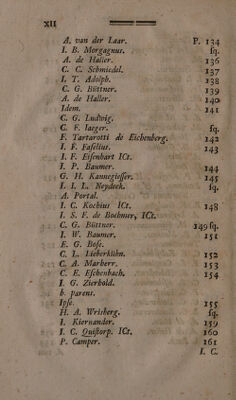 XII
A. van der Laar. P. 134
I. B. Morgagnus. sq.
A. de Haller. 136
C. C. Schmiedel. 137
I. T. Adolph. 138
C. G. Büttner. 139
A. de Haller. 140
Idem. 141
C. G. Ludwig.
C. F. Iaeger. sq.
F. Tartarotti de Eichenberg. 142
I. F. Faselius. 143
I. F. Eisenbart ICt.
I. P. Baumer. 144
G. H. Kannegiesser. 145
I. I. L. Neydeck. sq.
A. Portal.
I. C. Kochius ICt. 148
I. S. F. de Boehmer, ICt.
C. G. Büttner. 149 sq.
I. W. Baumer. 151
E. G. Bose.
C. L. Lieberkühn. 152
C. A. Marherr. 153
C. E. Eschenbach. 154
I. G. Zierhold.
b. parens.
Ipse. 155
H. A. Wrisberg. sq.
I. Kiernander. 159
I. C. Quistorp. ICt. 160
P. Camper. 161
I. C.